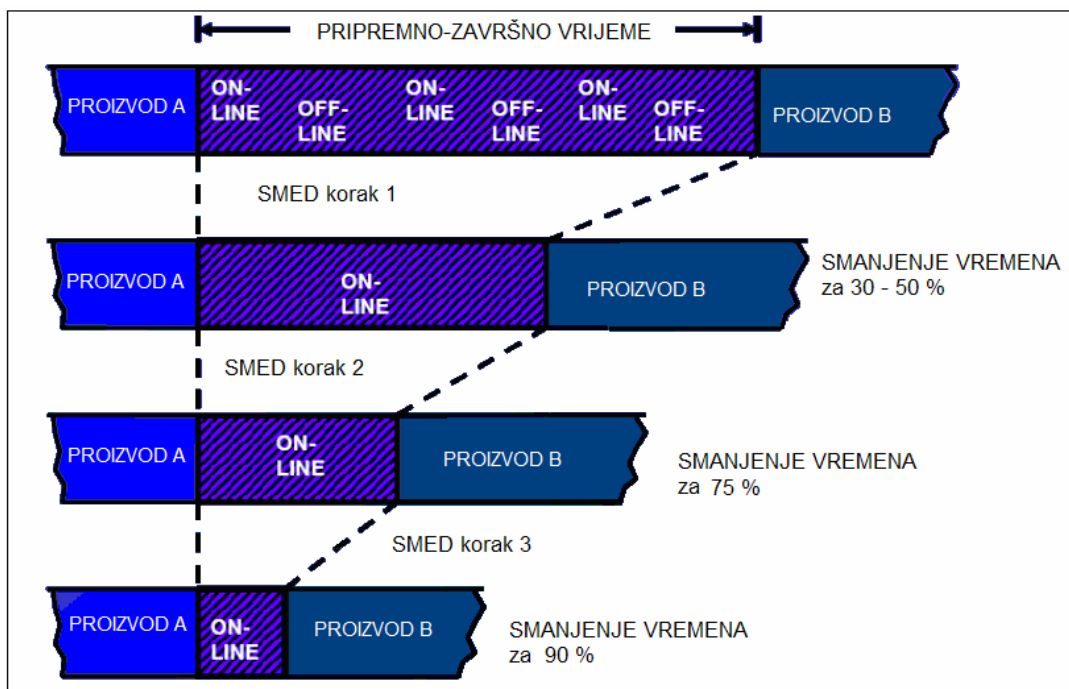 PRIPREMNO-ZAVRŠNO VRIJEME
PROIZVOD A
ON-
LINE
OFF-
LINE
ON-
LINE
OFF-
LINE
ON-
LINE
OFF-
LINE
PROIZVOD B
SMED korak 1
PROIZVOD A
ON-
LINE
PROIZVOD B
SMANJENJE VREMENA
za 30 - 50 %
SMED korak 2
PROIZVOD A
ON-
LINE
PROIZVOD B
SMANJENJE VREMENA
za 75 %
SMED korak 3
PROIZVOD A
ON-
LINE
PROIZVOD B
SMANJENJE VREMENA
za 90 %